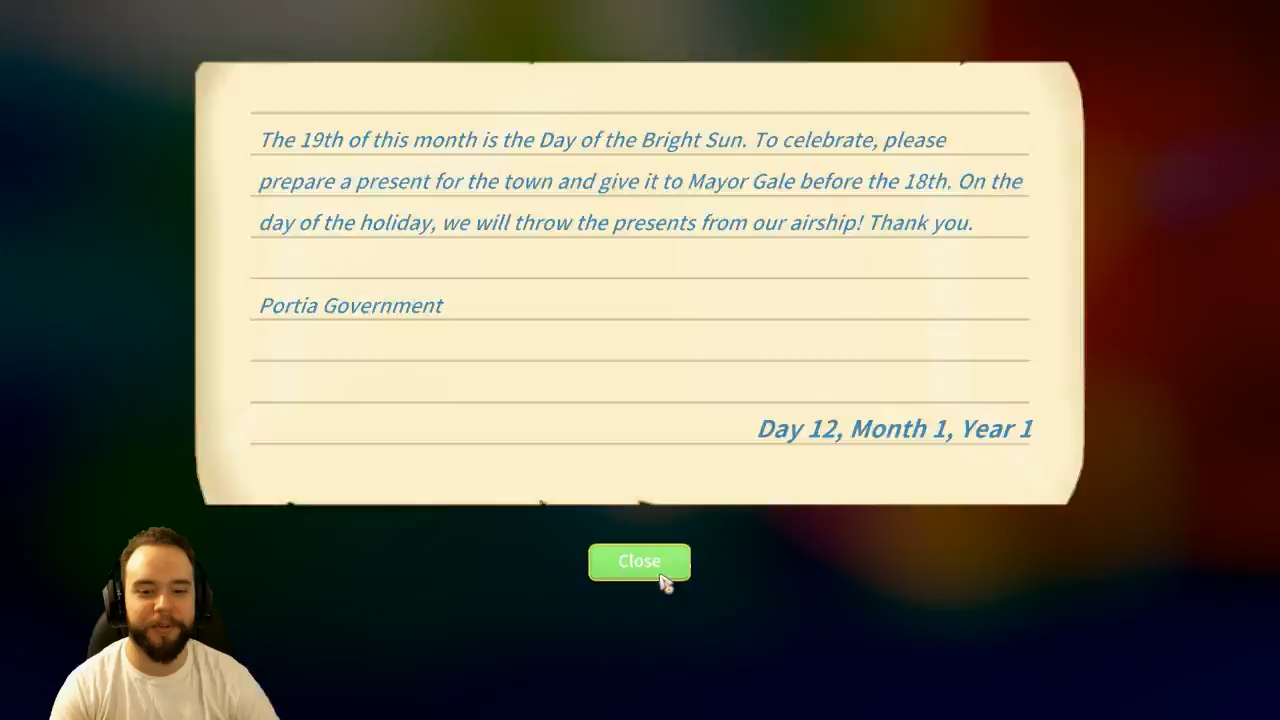 The 19th of this month is the Day of the Bright Sun. To celebrate, please
prepare a present for the town and give it to Mayor Gale before the 18th. On the
day of the holiday, we will throw the presents from our airship! Thank you.
Portia Government
Day 12, Month 1, Year 1
Close